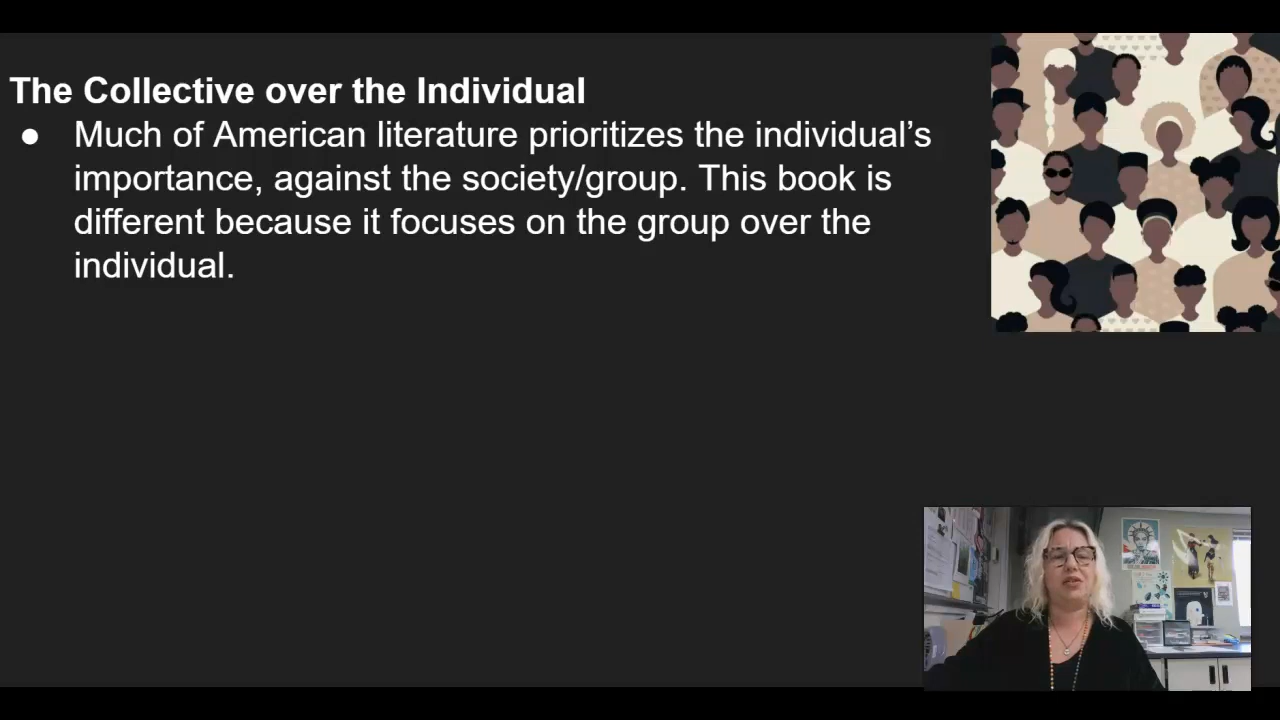 The Collective over the Individual
● Much of American literature prioritizes the individual’s
importance, against the society/group. This book is
different because it focuses on the group over the
individual.